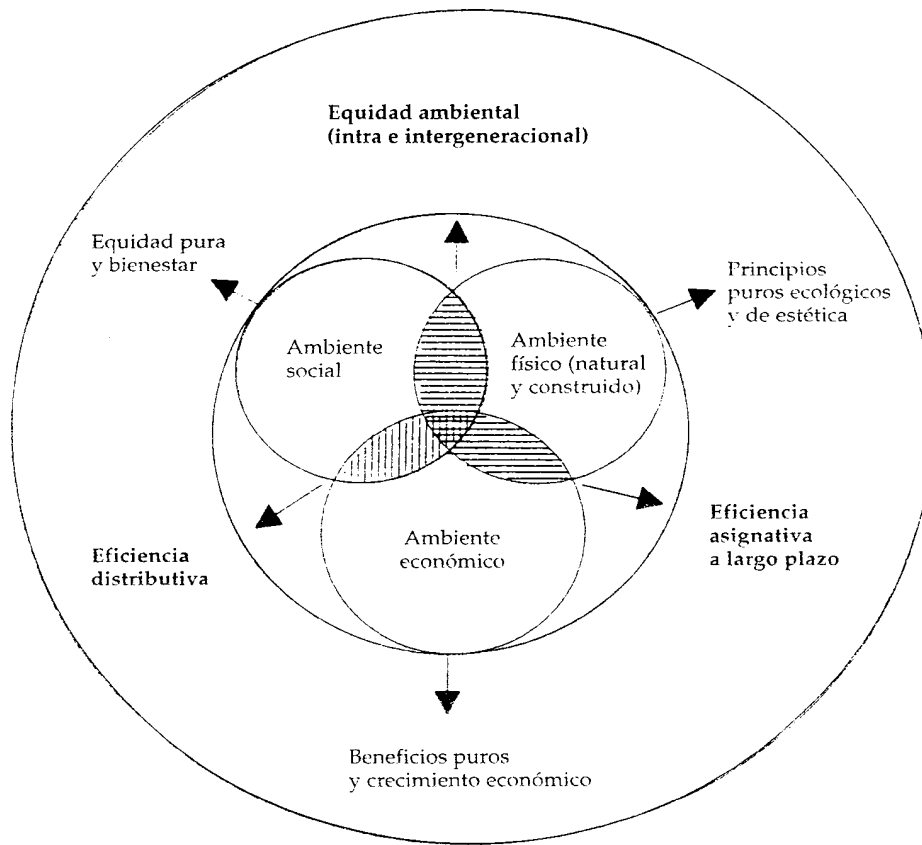 Equidad ambiental
(intra e intergeneracional)
Equidad pura
y bienestar
Principios
puros ecológicos
y de estética
Ambiente
social
Ambiente
físico (natural
y construido)
Ambiente
económico
Eficiencia
distributiva
Eficiencia
asignativa
a largo plazo
Beneficios puros
y crecimiento económico